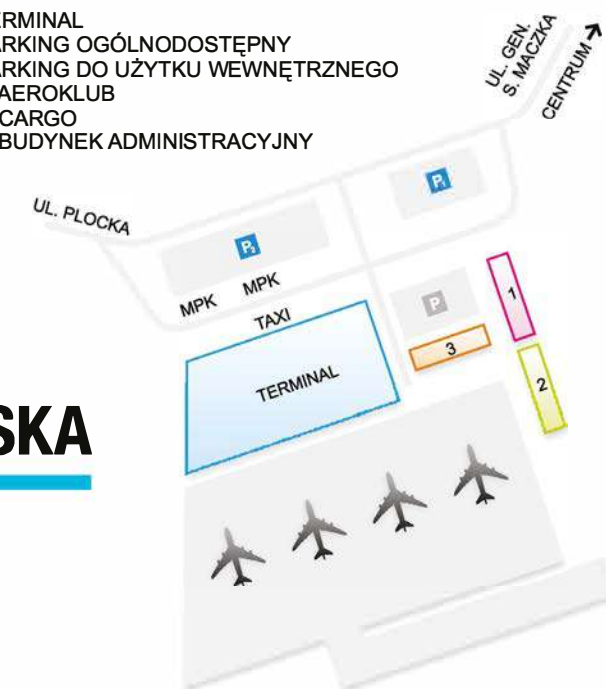 ERMINAL
ARKING OGÓLNODOSTĘPNY
ARKING DO UŻYTKU WEWNĘTRZNEGO
AEROKLUB
CARGO
BUDYNEK ADMINISTRACYJNY
UL. GEN.
S. MACZKA
CENTRUM
UL. PLOCKA
P1
P2
MPK MPK
TAXI
P
1
3
TERMINAL
2
SKA